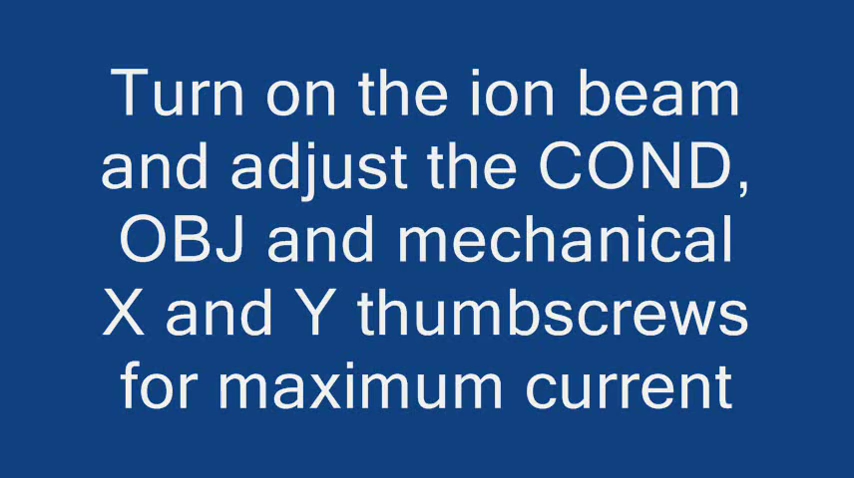 Turn on the ion beam
and adjust the COND,
OBJ and mechanical
X and Y thumbscrews
for maximum current